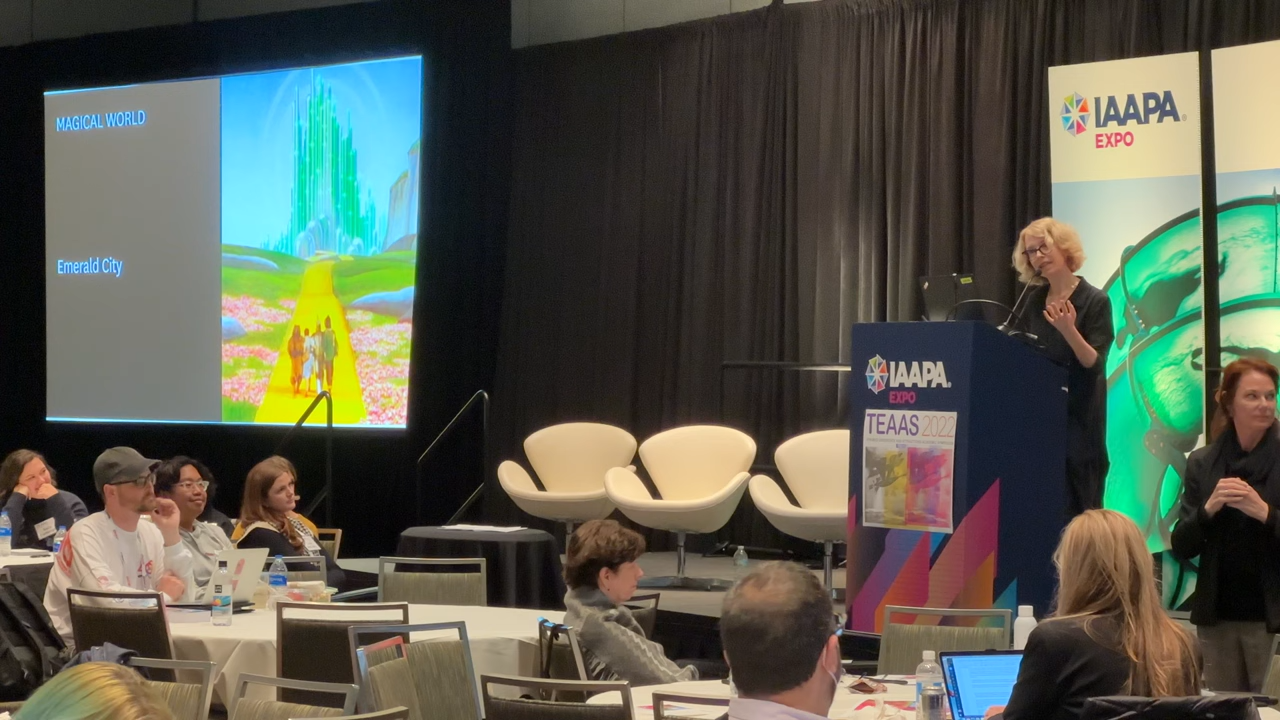 MAGICAL WORLD
Emerald City
IAAPA®
EXPO
IAAPA®
EXPO
TEAAS 2022